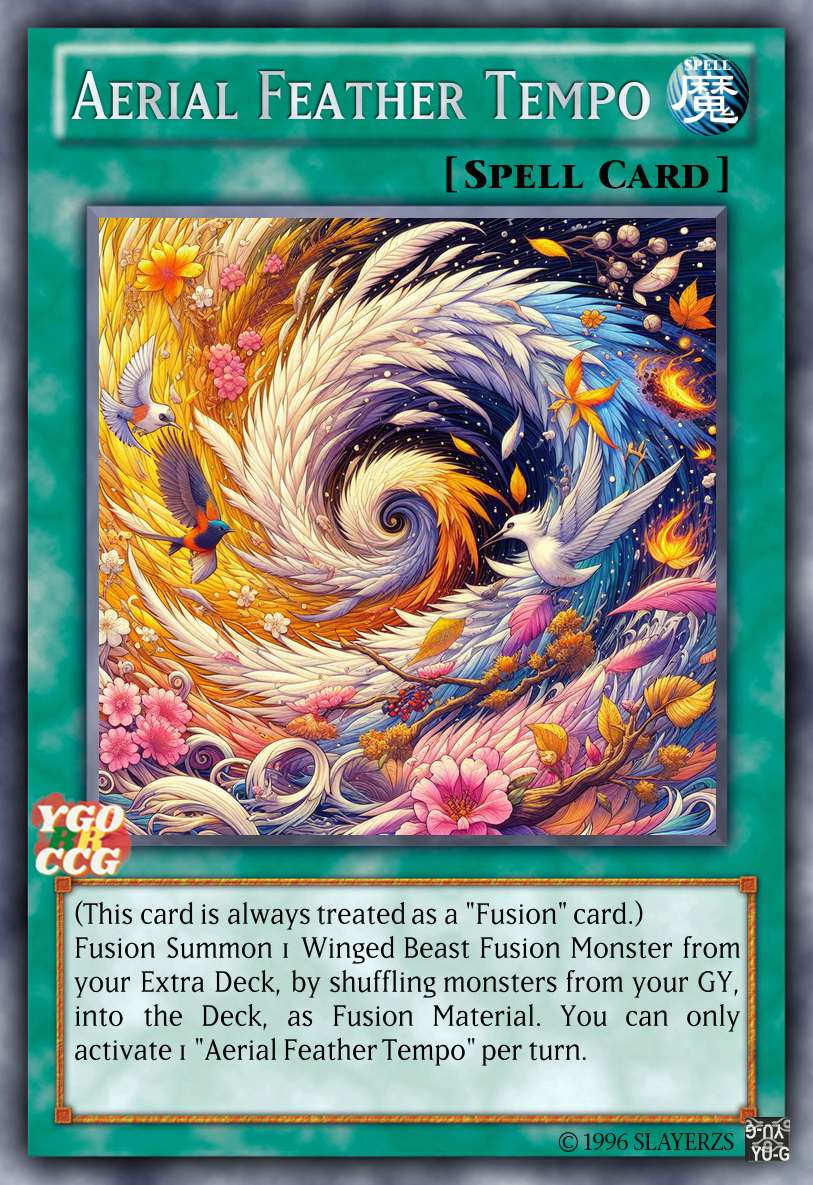 AERIAL FEATHER TEMPO
SPELL
魔
[SPELL CARD]
YGO
BR
CCG
(This card is always treated as a "Fusion" card.)
Fusion Summon 1 Winged Beast Fusion Monster from
your Extra Deck, by shuffling monsters from your GY,
into the Deck, as Fusion Material. You can only
activate 1 "Aerial Feather Tempo" per turn.
© 1996 SLAYERZS
YU-G
YU-G